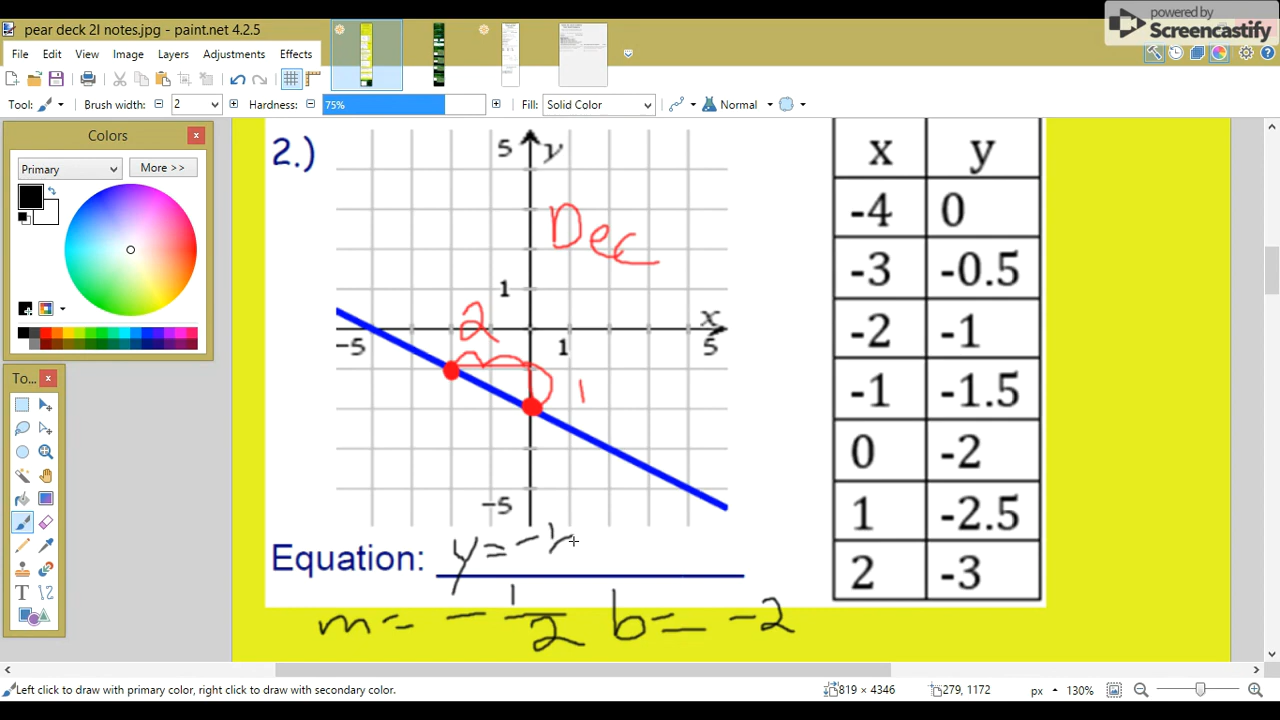 pear deck 2l notes.jpg - paint.net 4.2.5
powered by
Screencastify
File Edit View Image Layers Adjustments Effects
Tool: Brush width: 2 Hardness: 75% Fill: Solid Color Normal
Colors
Primary More >>
To...
2.)
5 y
Dec
1
2
x
-5 1 5
1
-5
x y
-4 0
-3 -0.5
-2 -1
-1 -1.5
0 -2
1 -2.5
2 -3
Equation: y = -1
m = - 1/2 b = -2
Left click to draw with primary color, right click to draw with secondary color. 819 × 4346 279, 1172 px 130%